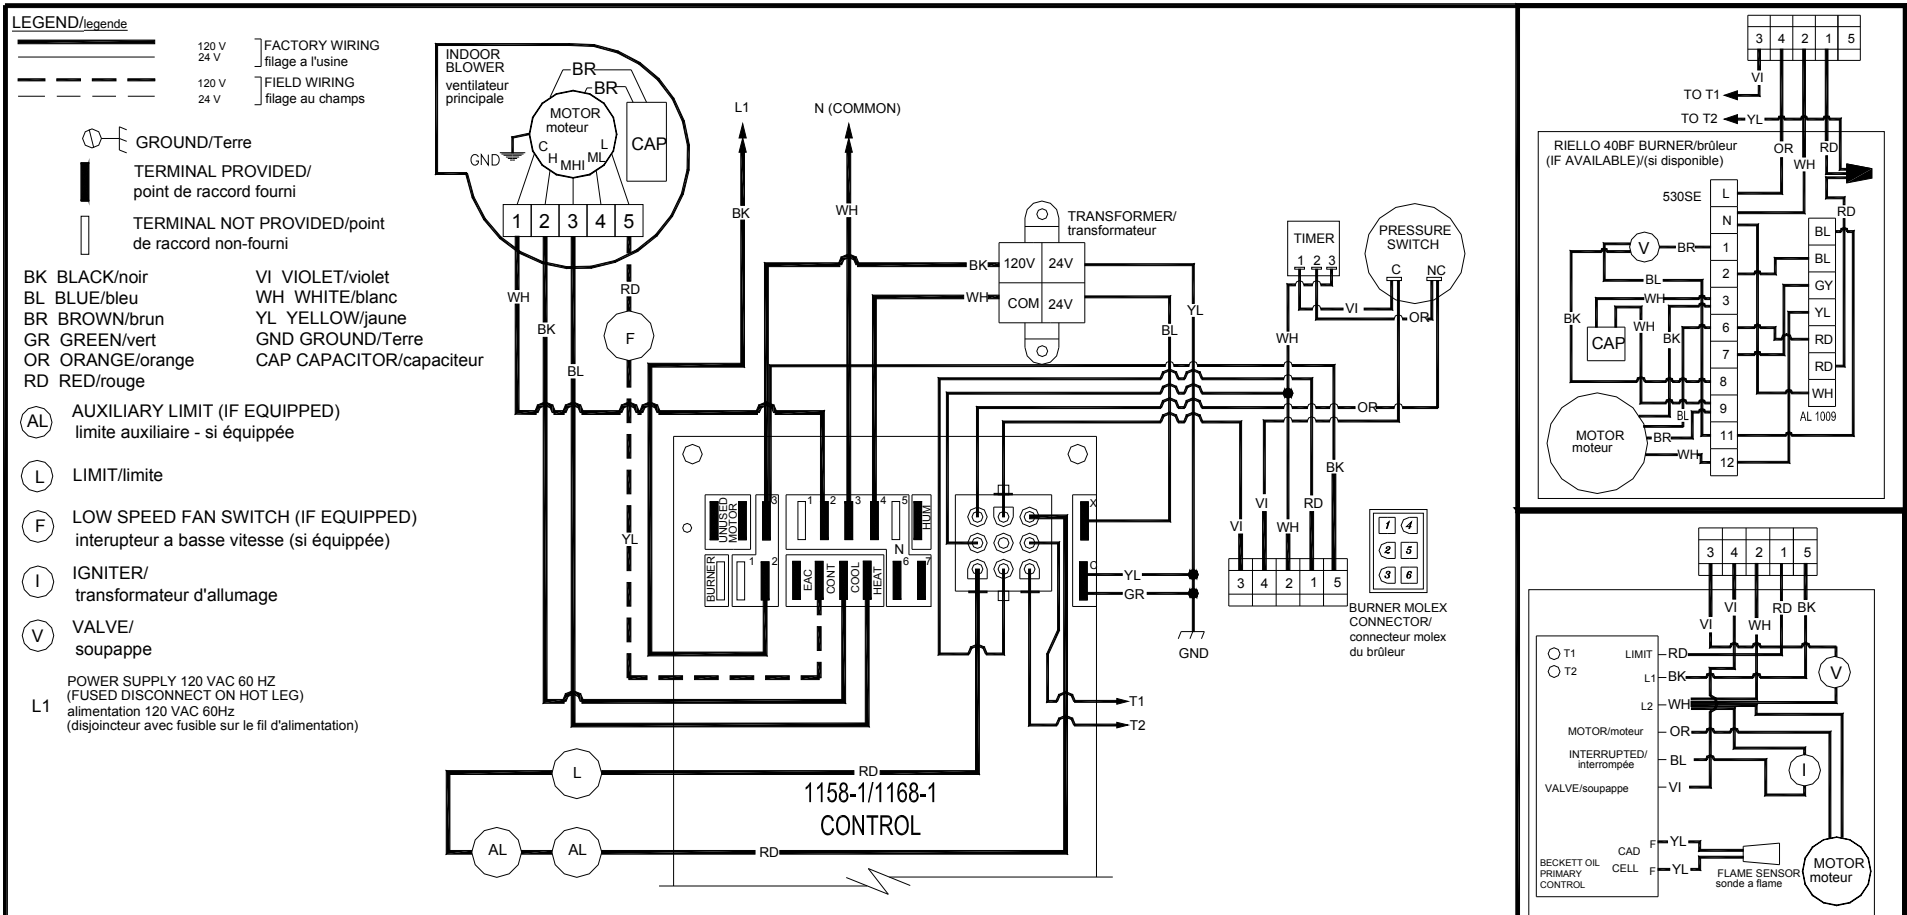 LEGEND/legende
120 V
24 V
FACTORY WIRING
filage a l'usine
120 V
24 V
FIELD WIRING
filage au champs
GROUND/Terre
TERMINAL PROVIDED/
point de raccord fourni
TERMINAL NOT PROVIDED/point
de raccord non-fourni
BK BLACK/noir
BL BLUE/bleu
BR BROWN/brun
GR GREEN/vert
OR ORANGE/orange
RD RED/rouge
VI VIOLET/violet
WH WHITE/blanc
YL YELLOW/jaune
GND GROUND/Terre
CAP CAPACITOR/capaciteur
AL
AUXILIARY LIMIT (IF EQUIPPED)
limite auxiliaire - si équippée
L
LIMIT/limite
F
LOW SPEED FAN SWITCH (IF EQUIPPED)
interupteur a basse vitesse (si équippée)
I
IGNITER/
transformateur d'allumage
V
VALVE/
soupappe
L1
POWER SUPPLY 120 VAC 60 HZ
(FUSED DISCONNECT ON HOT LEG)
alimentation 120 VAC 60Hz
(disjoincteur avec fusible sur le fil d'alimentation)
INDOOR
BLOWER
ventilateur
principale
BR
BR
MOTOR
moteur
CAP
GND
C
H
MHI
ML
L
1 2 3 4 5
WH
BK
BL
RD
F
YL
L1
N (COMMON)
BK
WH
BK
WH
TRANSFORMER/
transformateur
120V 24V
COM 24V
YL
BL
TIMER
1 2 3
PRESSURE
SWITCH
C
NC
VI
OR
WH
OR
BK
VI
VI
WH
RD
UNUSED
MOTOR
3
1
2
3
4
5
HUM
N
BURNER
1
2
EAC
CONT
COOL
HEAT
6
7
X
C
YL
GR
GND
3 4 2 1 5
1 4
2 5
3 6
BURNER MOLEX
CONNECTOR/
connecteur molex
du brûleur
T1
T2
L
RD
1158-1/1168-1
CONTROL
AL
AL
RD
3 4 2 1 5
VI
TO T1
TO T2
YL
RIELLO 40BF BURNER/brûleur
(IF AVAILABLE)/(si disponible)
OR
WH
RD
RD
530SE
L
N
1
2
3
6
7
8
9
11
12
V
BR
BL
WH
WH
BK
BK
CAP
BL
BR
WH
MOTOR
moteur
BL
BL
GY
YL
RD
RD
WH
AL 1009
3 4 2 1 5
VI
VI
WH
RD
BK
T1
T2
LIMIT
RD
L1
BK
L2
WH
V
MOTOR/moteur
OR
INTERRUPTED/
interrompée
BL
I
VALVE/soupappe
VI
CAD
CELL
F
YL
F
YL
FLAME SENSOR
sonde a flame
MOTOR
moteur
BECKETT OIL
PRIMARY
CONTROL